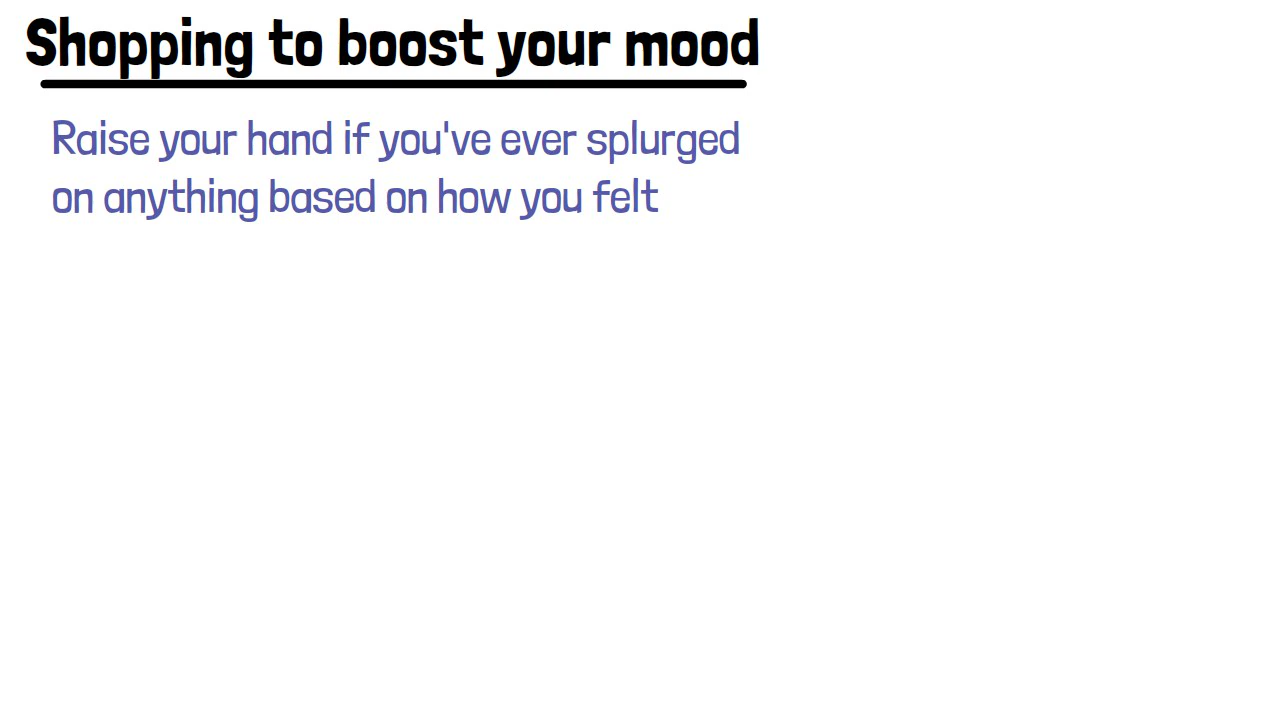 Shopping to boost your mood
Raise your hand if you've ever splurged
on anything based on how you felt